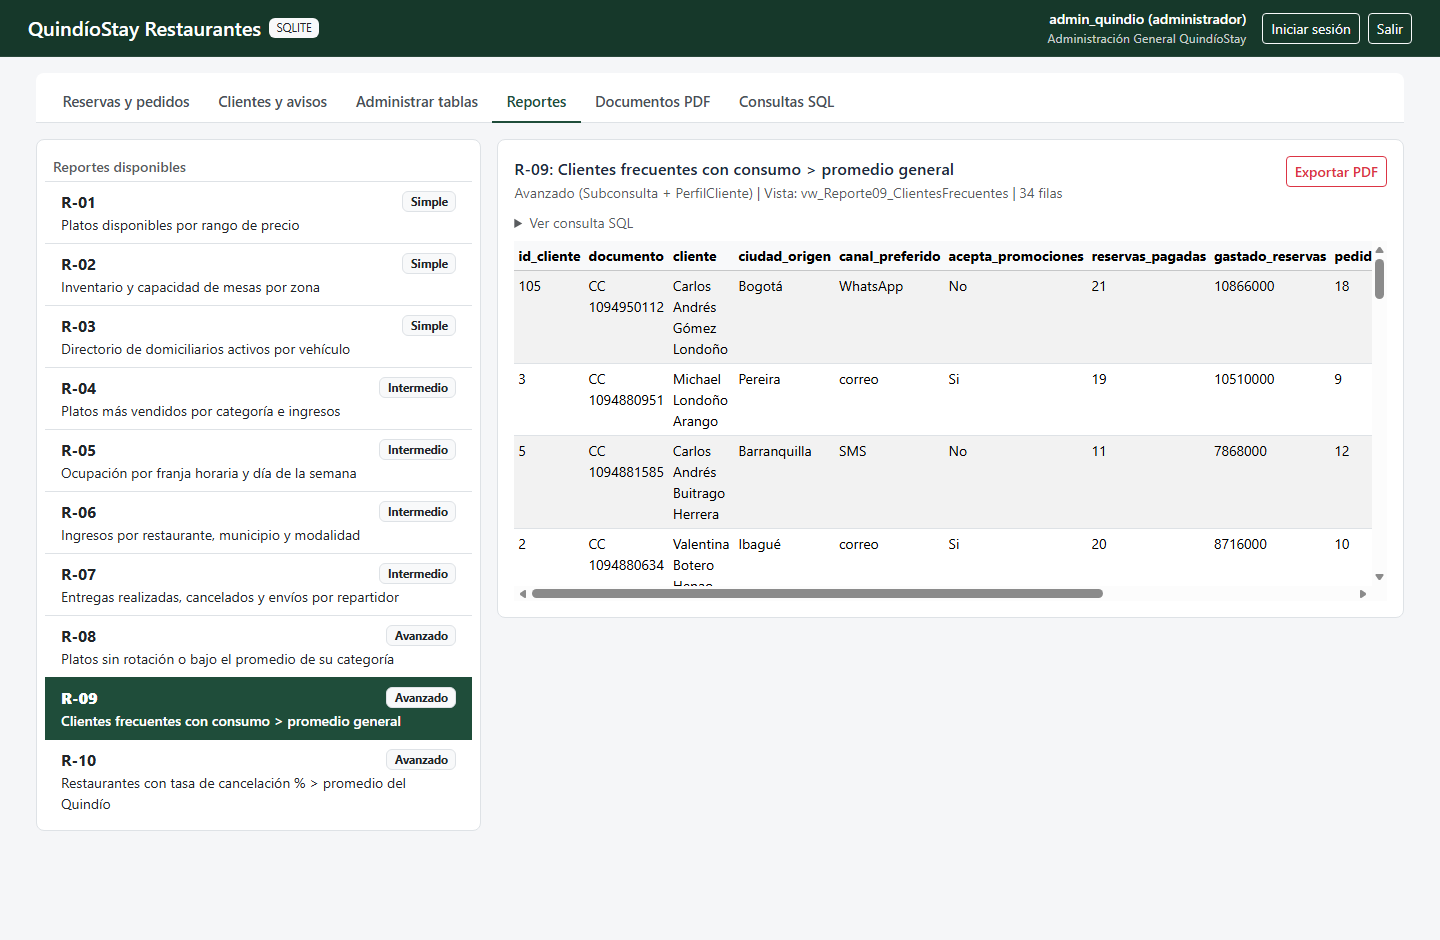 QuindíoStay Restaurantes SQLITE
admin_quindio (administrador)
Administración General QuindíoStay
Iniciar sesión
Salir
Reservas y pedidos
Clientes y avisos
Administrar tablas
Reportes
Documentos PDF
Consultas SQL
Reportes disponibles
R-01 Simple
Platos disponibles por rango de precio
R-02 Simple
Inventario y capacidad de mesas por zona
R-03 Simple
Directorio de domiciliarios activos por vehículo
R-04 Intermedio
Platos más vendidos por categoría e ingresos
R-05 Intermedio
Ocupación por franja horaria y día de la semana
R-06 Intermedio
Ingresos por restaurante, municipio y modalidad
R-07 Intermedio
Entregas realizadas, cancelados y envíos por repartidor
R-08 Avanzado
Platos sin rotación o bajo el promedio de su categoría
R-09 Avanzado
Clientes frecuentes con consumo > promedio general
R-10 Avanzado
Restaurantes con tasa de cancelación % > promedio del
Quindío
R-09: Clientes frecuentes con consumo > promedio general
Avanzado (Subconsulta + PerfilCliente) | Vista: vw_Reporte09_ClientesFrecuentes | 34 filas
Exportar PDF
Ver consulta SQL
id_cliente documento cliente ciudad_origen canal_preferido acepta_promociones reservas_pagadas gastado_reservas pedid
105 CC Carlos Bogotá WhatsApp No 21 10866000 18
1094950112 Andrés
Gómez
Londoño
3 CC Michael Pereira correo Si 19 10510000 9
1094880951 Londoño
Arango
5 CC Carlos Barranquilla SMS No 11 7868000 12
1094881585 Andrés
Buitrago
Herrera
2 CC Valentina Ibagué correo Si 20 8716000 10
1094880634 Botero
Henao